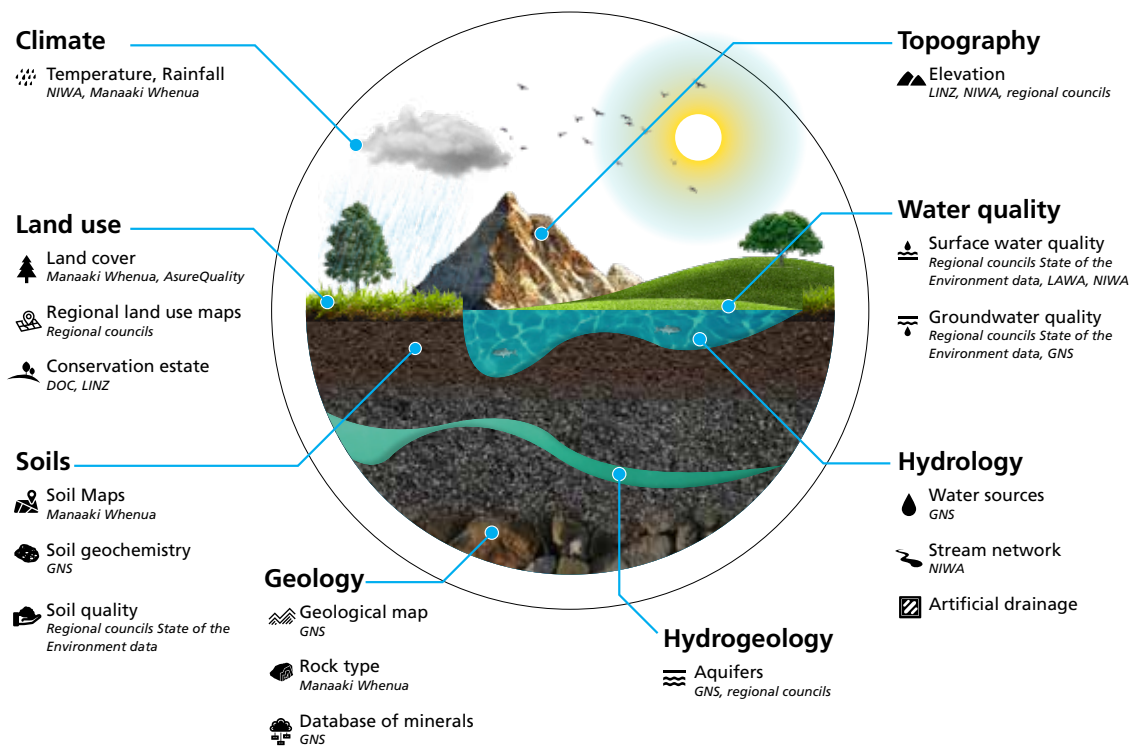 Climate
Temperature, Rainfall
NIWA, Manaaki Whenua
Land use
Land cover
Manaaki Whenua, AsureQuality
Regional land use maps
Regional councils
Conservation estate
DOC, LINZ
Soils
Soil Maps
Manaaki Whenua
Soil geochemistry
GNS
Soil quality
Regional councils State of the
Environment data
Geology
Geological map
GNS
Rock type
Manaaki Whenua
Database of minerals
GNS
Hydrogeology
Aquifers
GNS, regional councils
Topography
Elevation
LINZ, NIWA, regional councils
Water quality
Surface water quality
Regional councils State of the
Environment data, LAWA, NIWA
Groundwater quality
Regional councils State of the
Environment data, GNS
Hydrology
Water sources
GNS
Stream network
NIWA
Artificial drainage